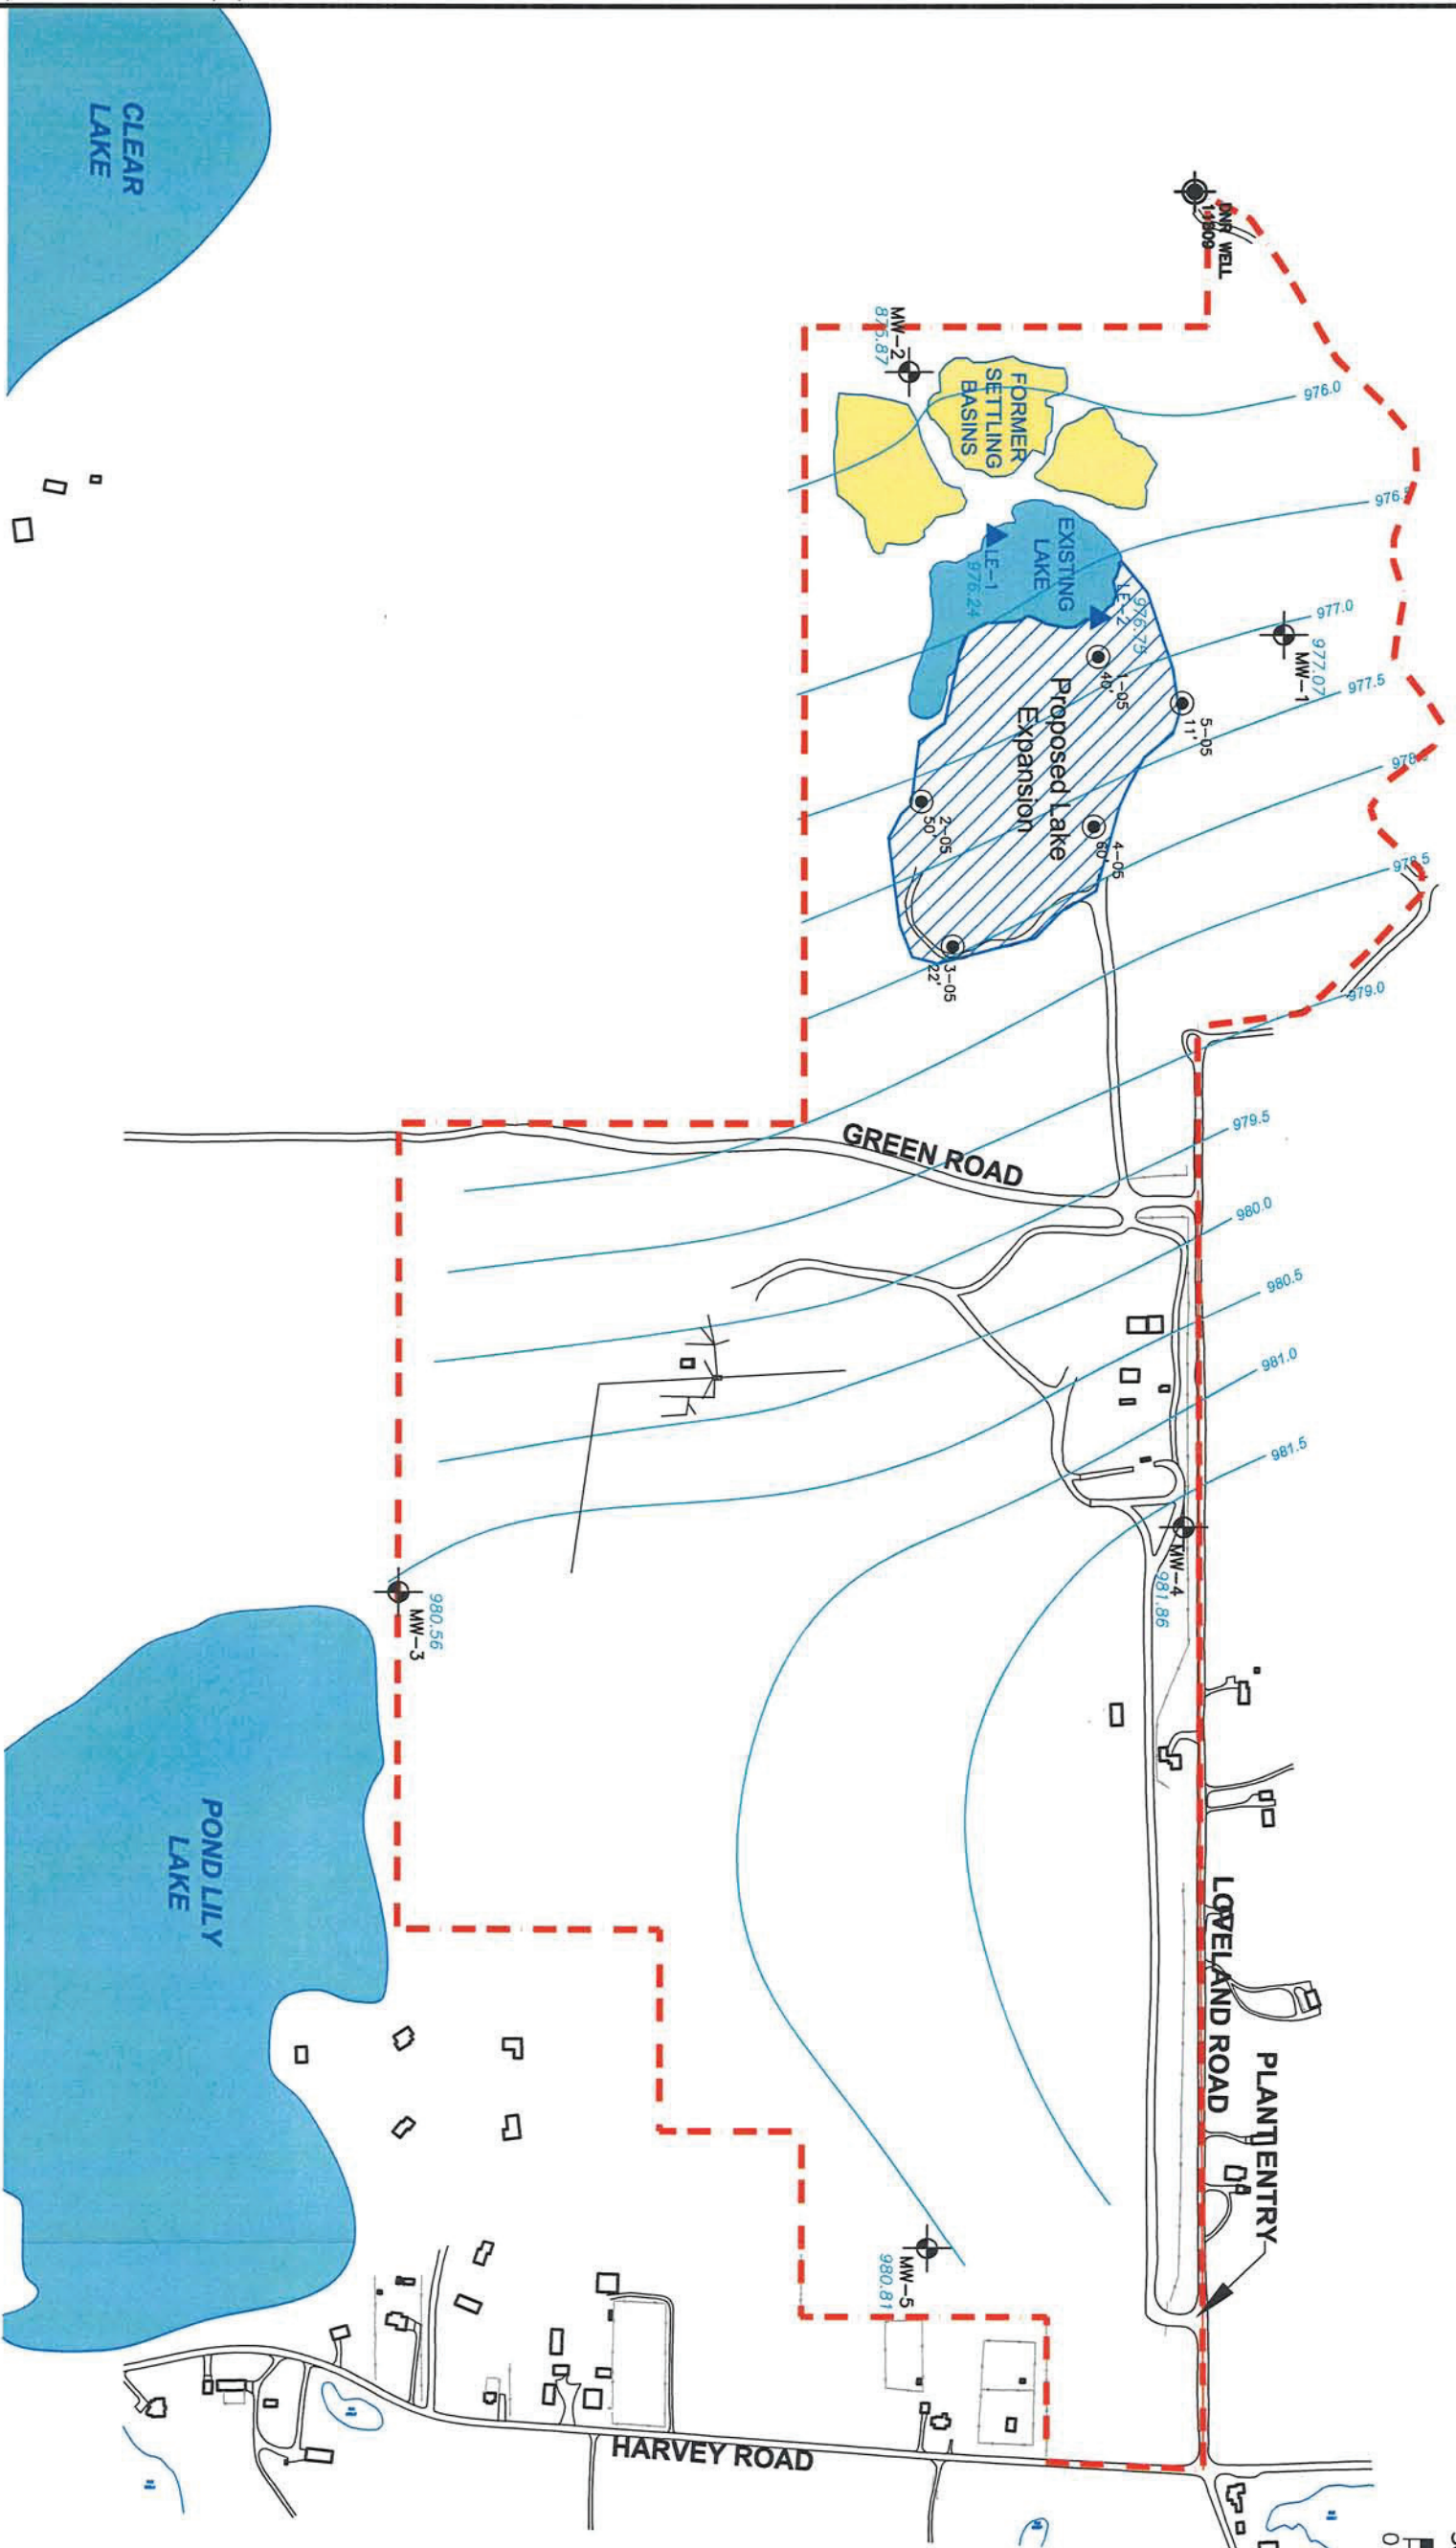 CLEAR
LAKE
DNR WELL
MW-2
875.87
FORMER
SETTLING
BASINS
976.0
EXISTING
LAKE
LE-1
976.24
LE-2
976.75
977.0
977.07
MW-1
977.5
1-05
40'
5-05
11'
Proposed Lake
Expansion
2-05
50'
4-05
60'
3-05
22'
978.5
979.0
GREEN ROAD
979.5
980.0
980.5
981.0
981.5
MW-4
981.86
980.56
MW-3
POND LILY
LAKE
LOVELAND ROAD
PLANT ENTRY
MW-5
980.81
HARVEY ROAD
0